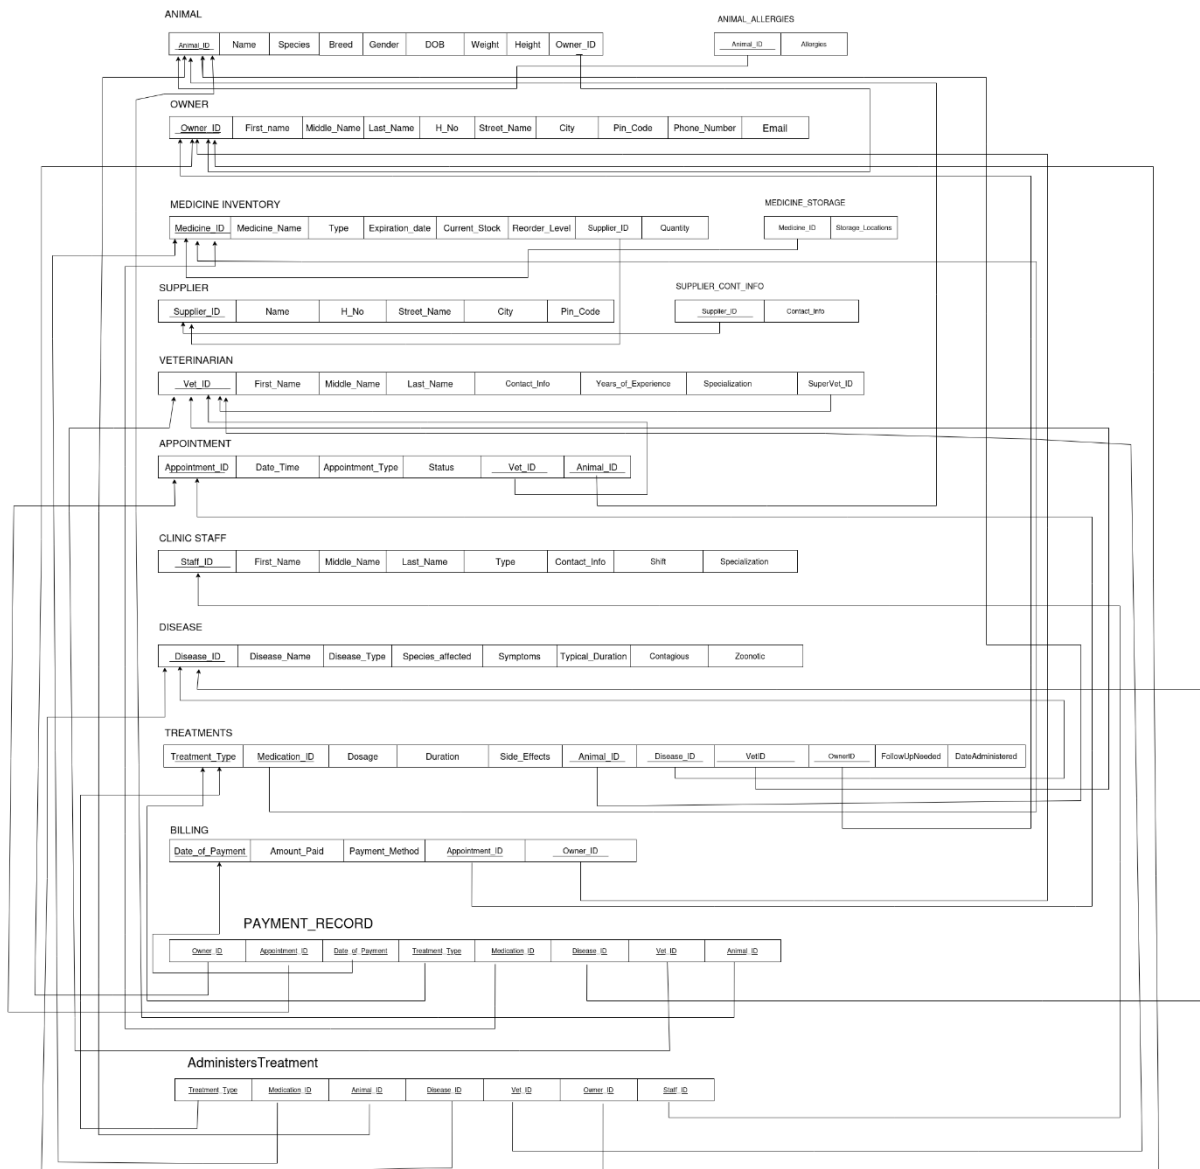 ANIMAL
ANIMAL_ALLERGIES
Animal_ID Name Species Breed Gender DOB Weight Height Owner_ID
Animal_ID Allergies
OWNER
Owner_ID First_name Middle_Name Last_Name H_No Street_Name City Pin_Code Phone_Number Email
MEDICINE INVENTORY
MEDICINE_STORAGE
Medicine_ID Medicine_Name Type Expiration_date Current_Stock Reorder_Level Supplier_ID Quantity
Medicine_ID Storage_Locations
SUPPLIER
SUPPLIER_CONT_INFO
Supplier_ID Name H_No Street_Name City Pin_Code
Supplier_ID Contact_Info
VETERINARIAN
Vet_ID First_Name Middle_Name Last_Name Contact_Info Years_of_Experience Specialization SuperVet_ID
APPOINTMENT
Appointment_ID Date_Time Appointment_Type Status Vet_ID Animal_ID
CLINIC STAFF
Staff_ID First_Name Middle_Name Last_Name Type Contact_Info Shift Specialization
DISEASE
Disease_ID Disease_Name Disease_Type Species_affected Symptoms Typical_Duration Contagious Zoonotic
TREATMENTS
Treatment_Type Medication_ID Dosage Duration Side_Effects Animal_ID Disease_ID VetID OwnerID FollowUpNeeded DateAdministered
BILLING
Date_of_Payment Amount_Paid Payment_Method Appointment_ID Owner_ID
PAYMENT_RECORD
Owner_ID Appointment_ID Date_of_Payment Treatment_Type Medication_ID Disease_ID Vet_ID Animal_ID
AdministersTreatment
Treatment_Type Medication_ID Animal_ID Disease_ID Vet_ID Owner_ID Staff_ID